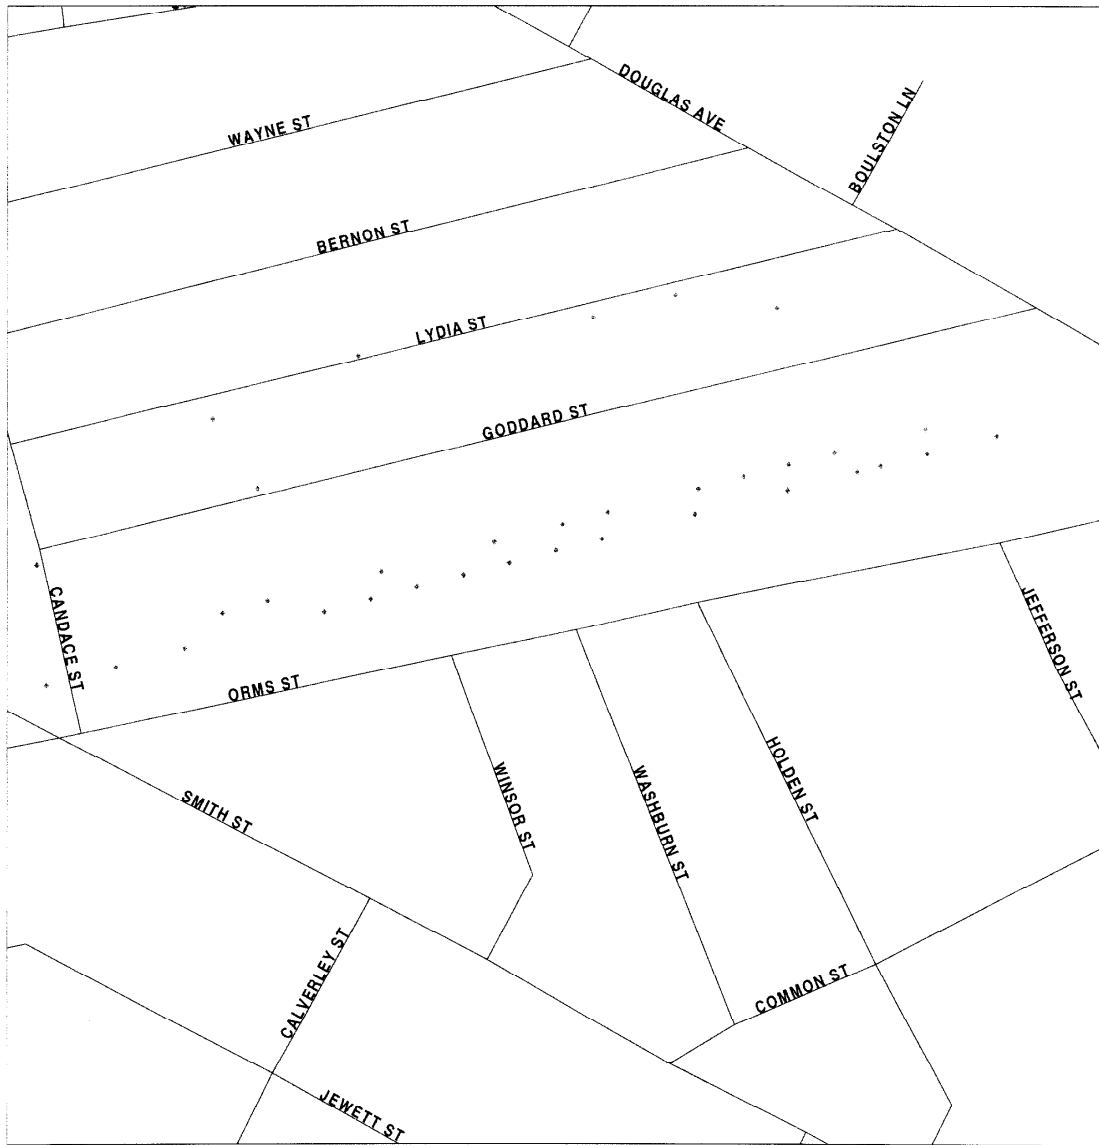 DOUGLAS AVE
BOULSTON LN
WAYNE ST
BERNON ST
LYDIA ST
GODDARD ST
CANDACE ST
ORMS ST
JEFFERSON ST
WINSOR ST
WASHBURN ST
HOLDEN ST
SMITH ST
CALVERLEY ST
COMMON ST
JEWETT ST